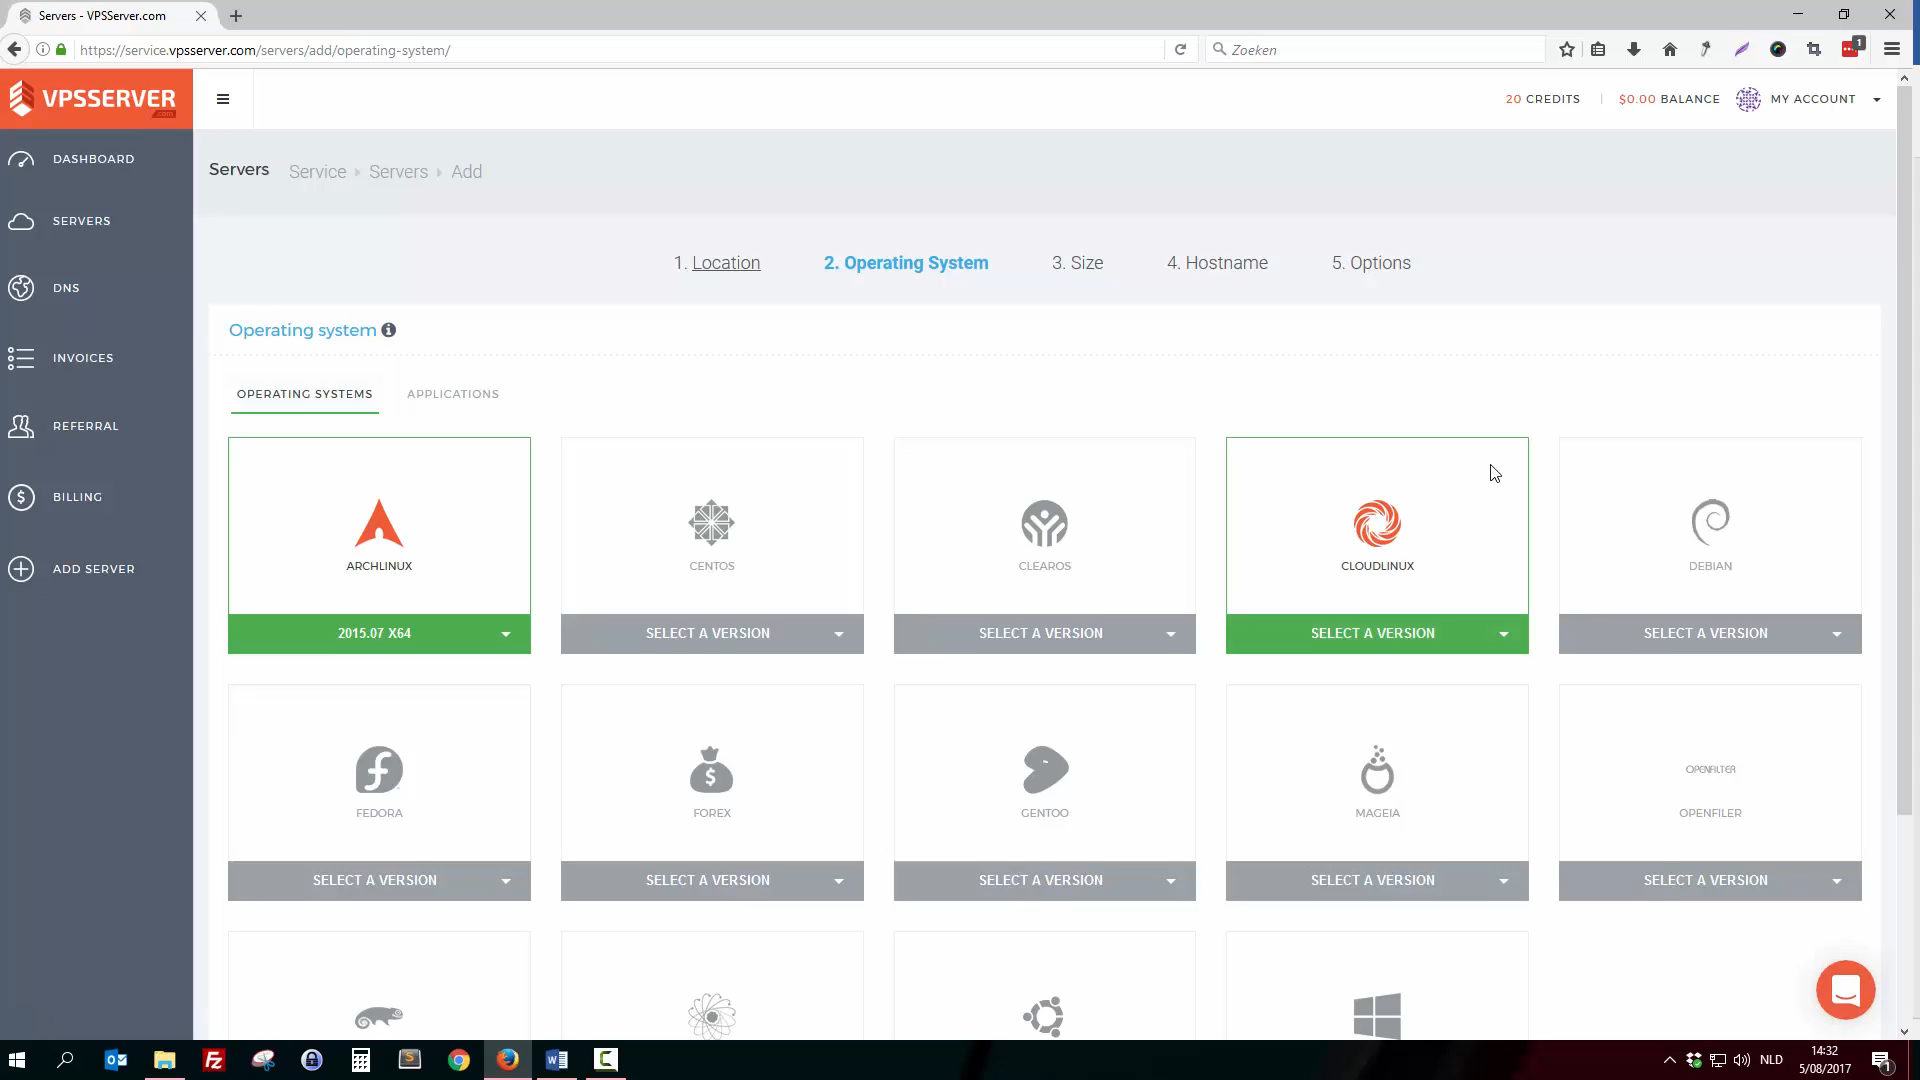 Servers - VPSServer.com
https://service.vpsserver.com/servers/add/operating-system/
Zoeken
1
VPSSERVER
.com
20 CREDITS
$0.00 BALANCE
MY ACCOUNT
DASHBOARD
SERVERS
DNS
INVOICES
REFERRAL
BILLING
ADD SERVER
Servers
Service Servers Add
1. Location
2. Operating System
3. Size
4. Hostname
5. Options
Operating system
OPERATING SYSTEMS
APPLICATIONS
ARCHLINUX
CENTOS
CLEAROS
CLOUDLINUX
DEBIAN
2015.07 X64
SELECT A VERSION
SELECT A VERSION
SELECT A VERSION
SELECT A VERSION
OPENFILTER
FEDORA
FOREX
GENTOO
MAGEIA
OPENFILER
SELECT A VERSION
SELECT A VERSION
SELECT A VERSION
SELECT A VERSION
SELECT A VERSION
NLD
14:32
5/08/2017
1